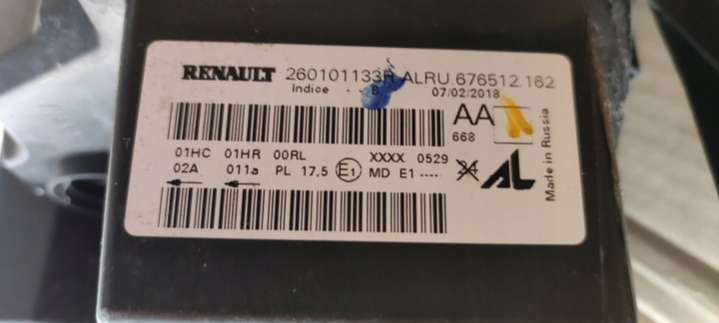 RENAULT 260101133R ALRU.676512.162
Indice - B 07/02/2018
AA
668
01HC 01HR 00RL XXXX 0529
02A 011a PL 17.5 E1 MD E1 ---- 24 AL
Made in Russia